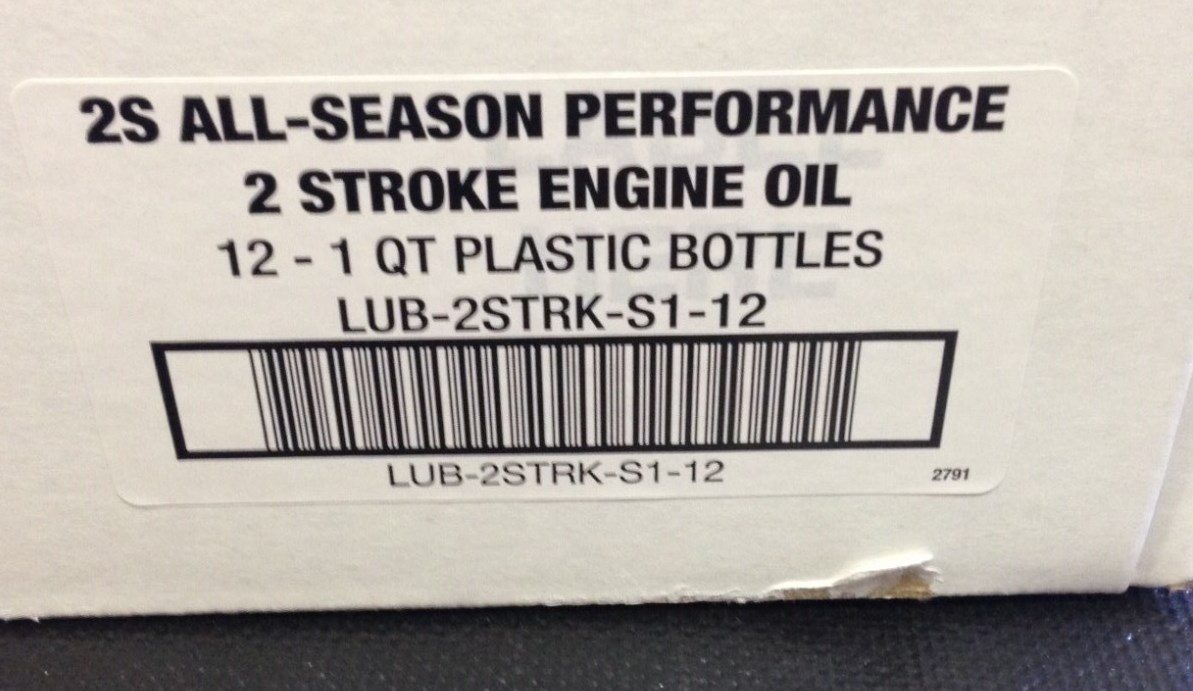 2S ALL-SEASON PERFORMANCE
2 STROKE ENGINE OIL
12 - 1 QT PLASTIC BOTTLES
LUB-2STRK-S1-12
LUB-2STRK-S1-12
2791